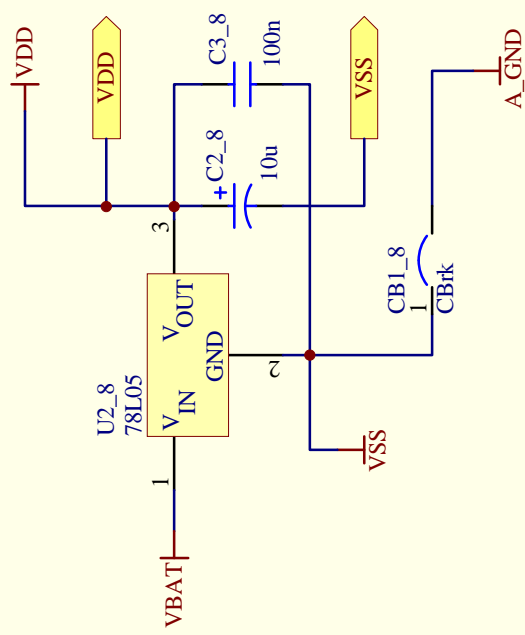 VDD
VDD
C3_8
100n
+
C2_8
10u
VSS
A_GND
3
U2_8
78L05
VIN
VOUT
GND
1
2
VBAT
VSS
CB1_8
CBrk
1